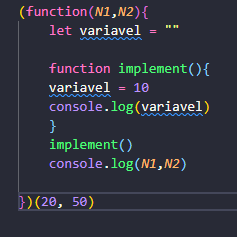 (function(N1,N2){
let variavel = ""
function implement(){
variavel = 10
console.log(variavel)
}
implement()
console.log(N1,N2)
})(20, 50)